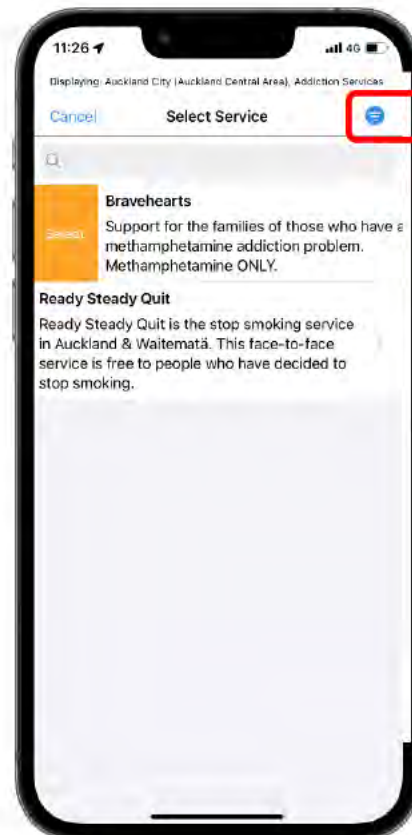 11:26
4G
Displaying: Auckland City (Auckland Central Area), Addiction Services
Cancel
Select Service
Select
Bravehearts
Support for the families of those who have a
methamphetamine addiction problem.
Methamphetamine ONLY.
Ready Steady Quit
Ready Steady Quit is the stop smoking service
in Auckland & Waitematā. This face-to-face
service is free to people who have decided to
stop smoking.